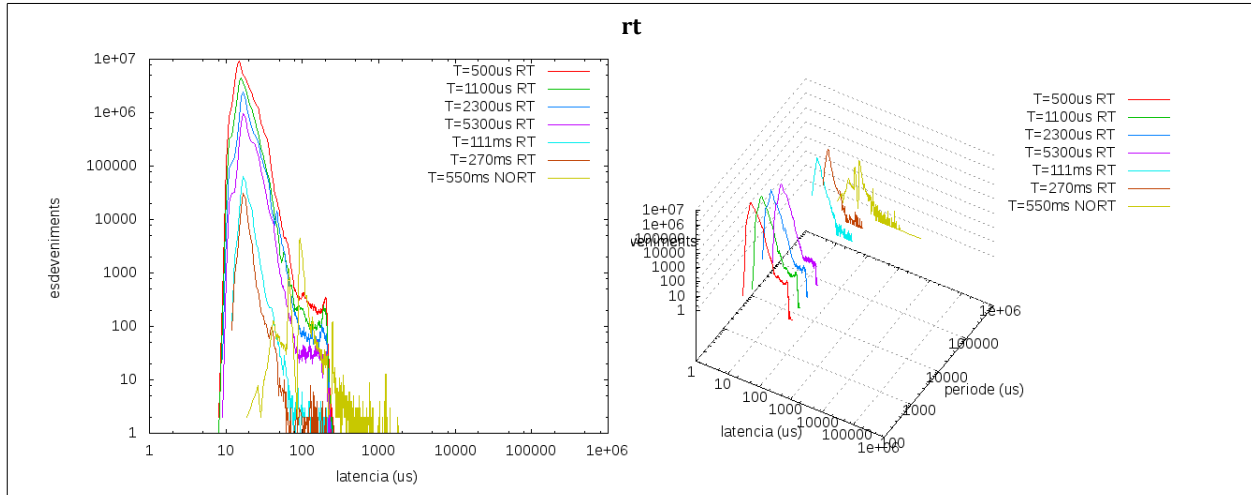 rt
1e+07
1e+06
100000
10000
1000
100
10
1
esdeveniments
1
10
100
1000
10000
100000
1e+06
latencia (us)
T=500us RT
T=1100us RT
T=2300us RT
T=5300us RT
T=111ms RT
T=270ms RT
T=550ms NORT
T=500us RT
T=1100us RT
T=2300us RT
T=5300us RT
T=111ms RT
T=270ms RT
T=550ms NORT
1e+07
1e+06
100000
10000
1000
100
10
1
veniments
1
10
100
1000
10000
100000
1e+06
latencia (us)
100
1000
10000
100000
1e+06
periode (us)